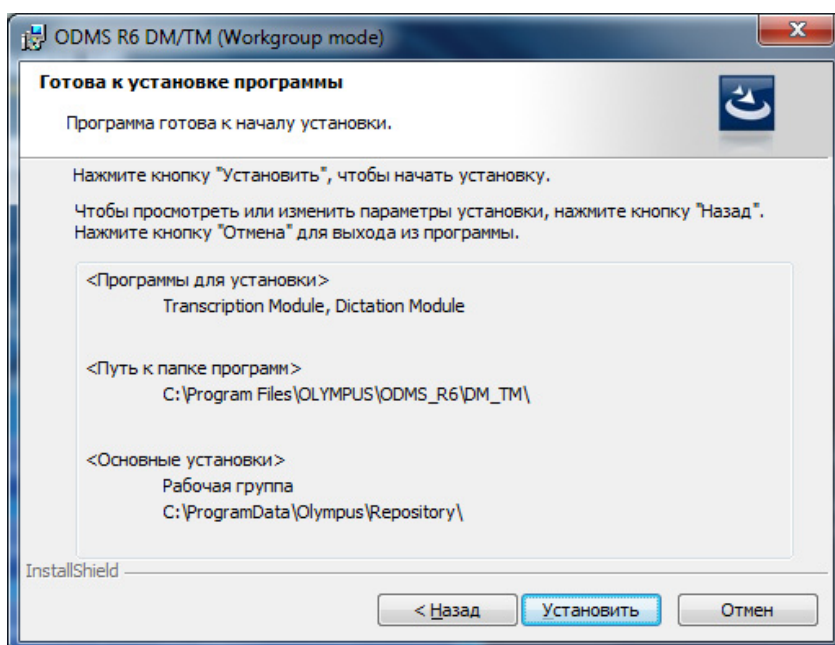 ODMS R6 DM/TM (Workgroup mode)
Готова к установке программы
Программа готова к началу установки.
Нажмите кнопку "Установить", чтобы начать установку.
Чтобы просмотреть или изменить параметры установки, нажмите кнопку "Назад".
Нажмите кнопку "Отмена" для выхода из программы.
<Программы для установки>
Transcription Module, Dictation Module
<Путь к папке программ>
C:\Program Files\OLYMPUS\ODMS_R6\DM_TM\
<Основные установки>
Рабочая группа
C:\ProgramData\Olympus\Repository\
InstallShield
< Назад Установить Отмен